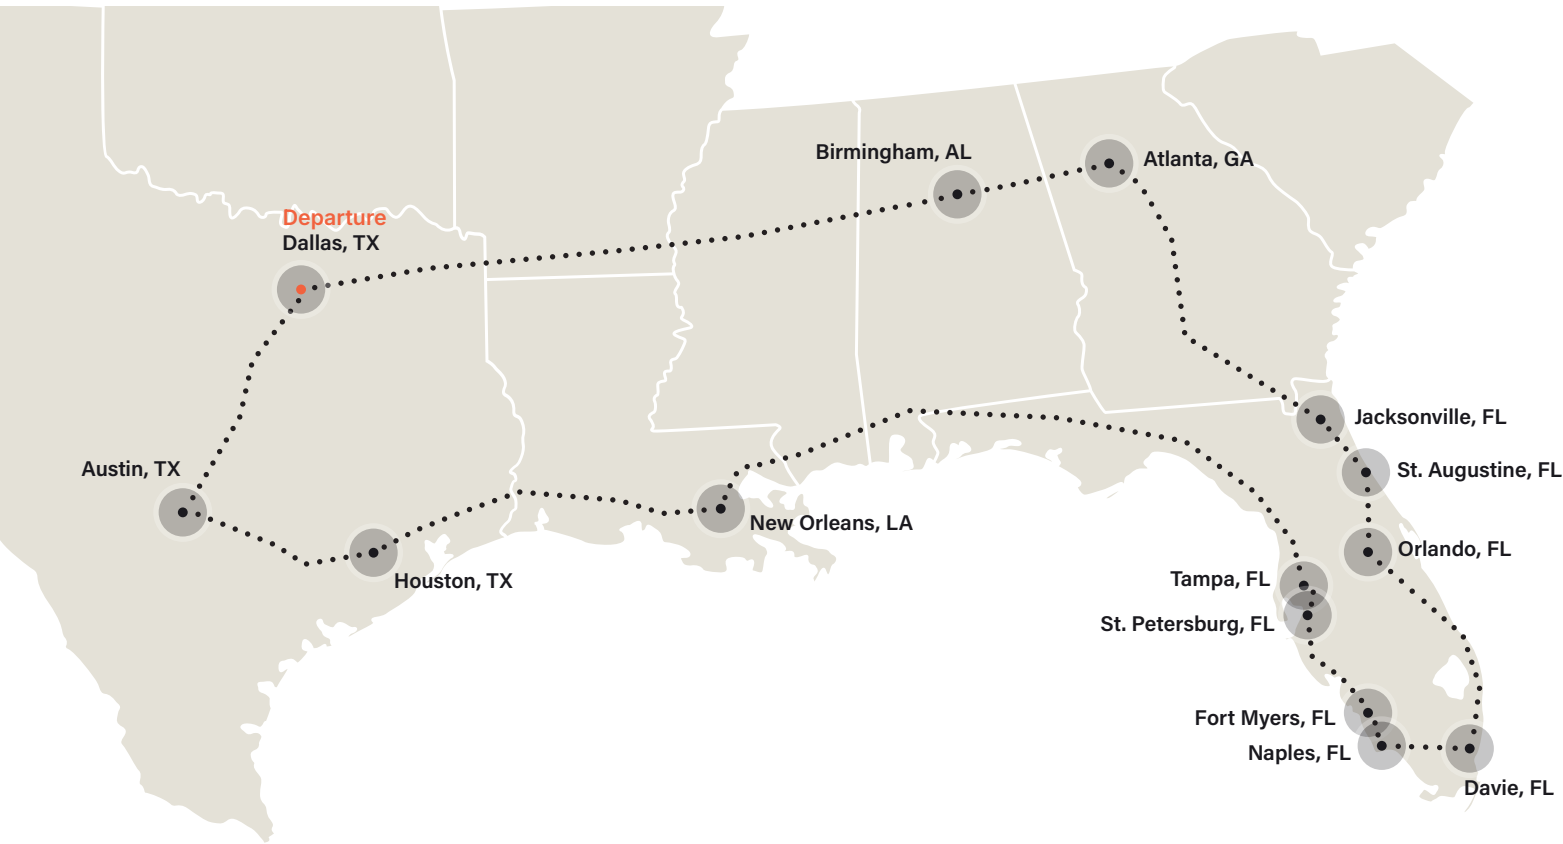 Birmingham, AL
Atlanta, GA
Departure
Dallas, TX
Jacksonville, FL
Austin, TX
St. Augustine, FL
New Orleans, LA
Orlando, FL
Houston, TX
Tampa, FL
St. Petersburg, FL
Fort Myers, FL
Naples, FL
Davie, FL